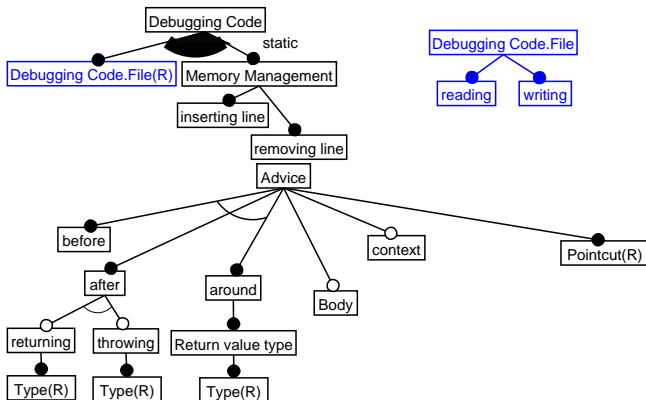 Debugging Code
static
Debugging Code.File(R)
Memory Management
inserting line
removing line
Debugging Code.File
reading
writing
Advice
before
after
around
Body
context
Pointcut(R)
returning
throwing
Return value type
Type(R)
Type(R)
Type(R)